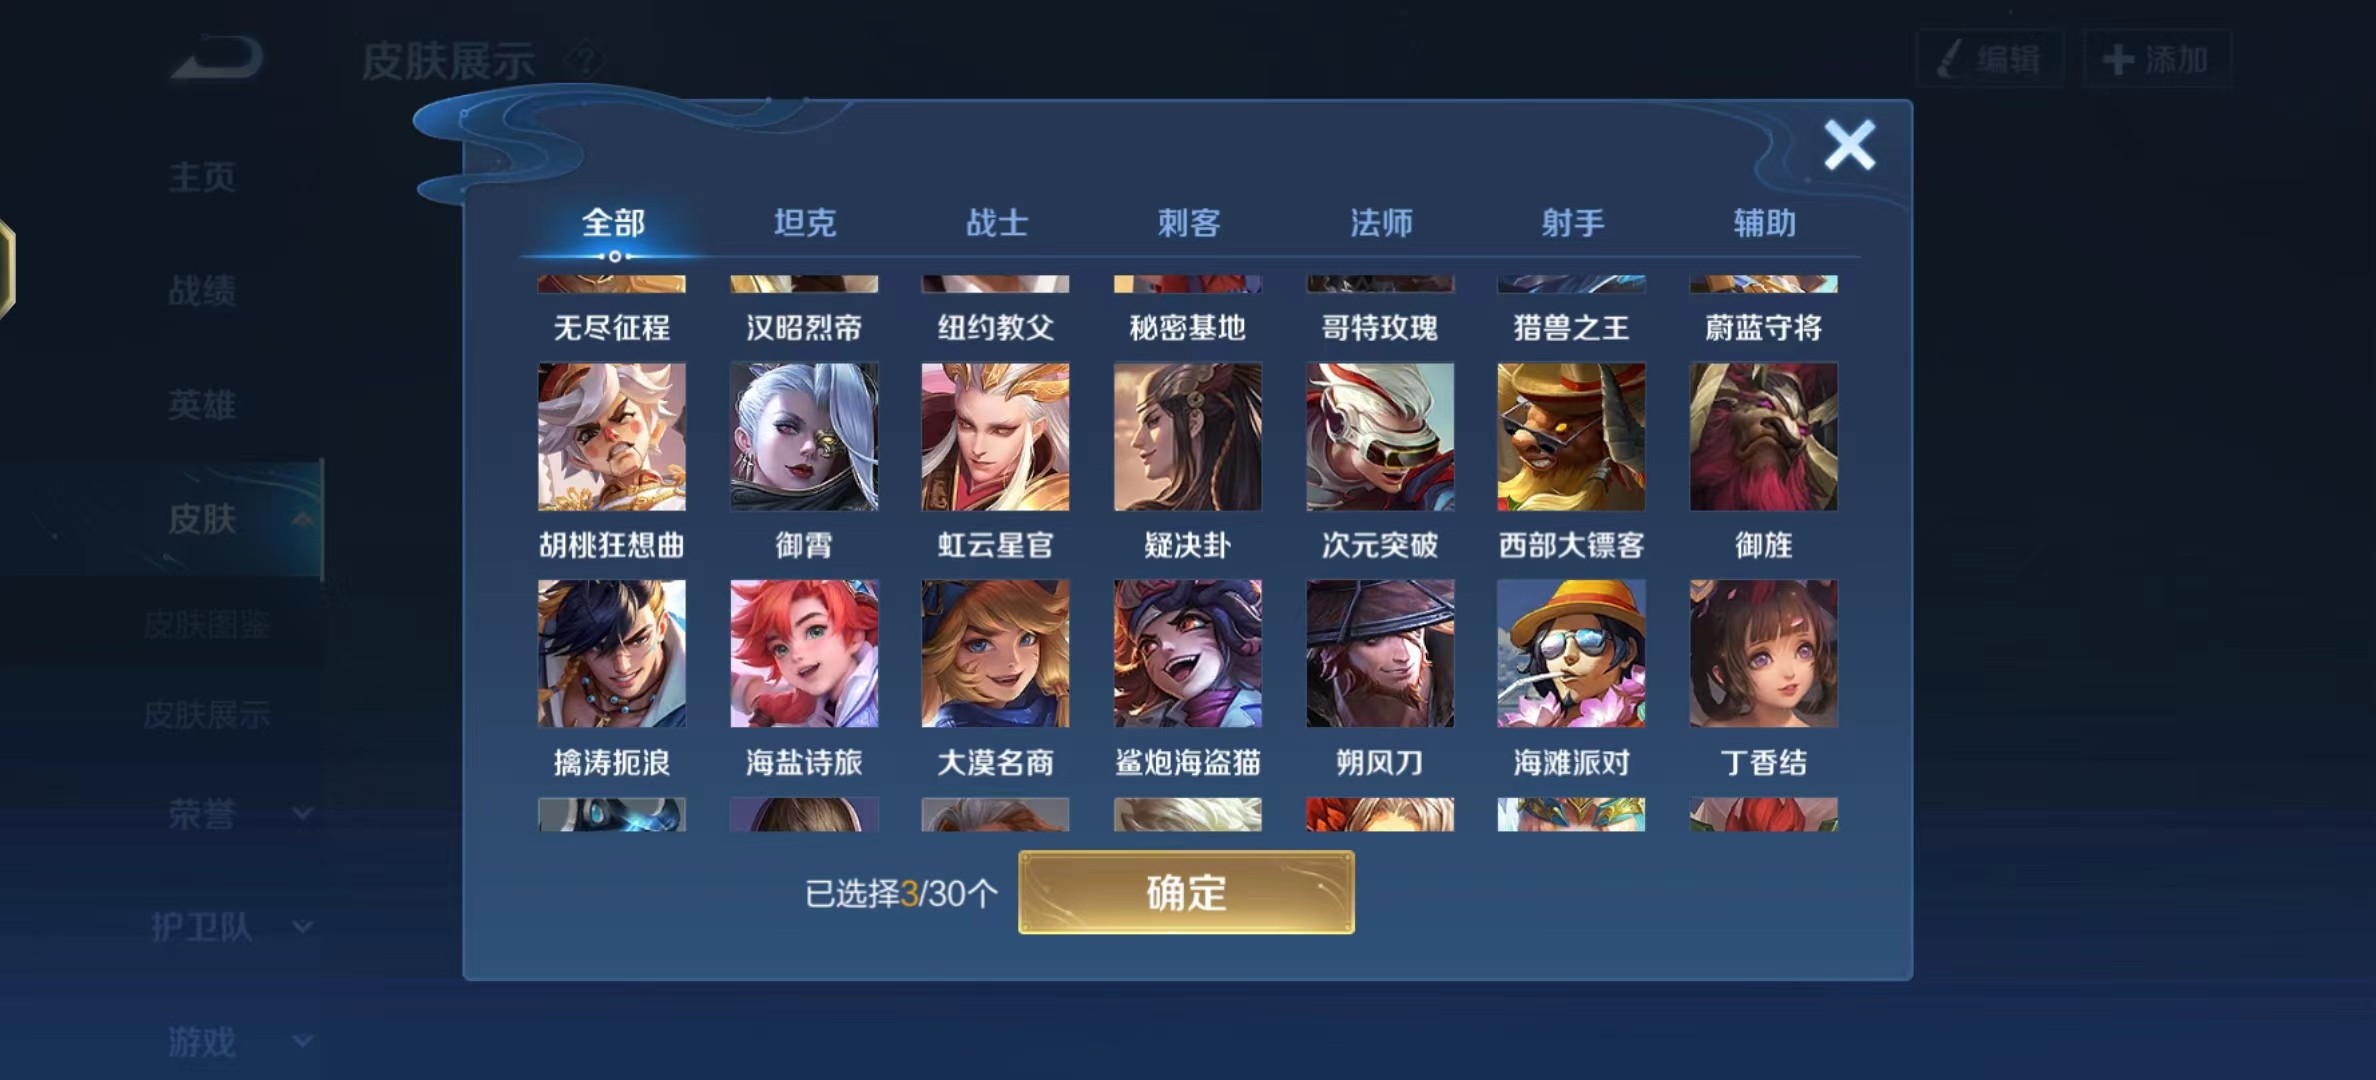 皮肤展示
编辑
添加
主页
战绩
英雄
皮肤
皮肤图鉴
皮肤展示
荣誉
护卫队
游戏
全部 坦克 战士 刺客 法师 射手 辅助
无尽征程 汉昭烈帝 纽约教父 秘密基地 哥特玫瑰 猎兽之王 蔚蓝守将
胡桃狂想曲 御霄 虹云星官 疑决卦 次元突破 西部大镖客 御旌
擒涛扼浪 海盐诗旅 大漠名商 鲨炮海盗猫 朔风刀 海滩派对 丁香结
已选择3/30个
确定